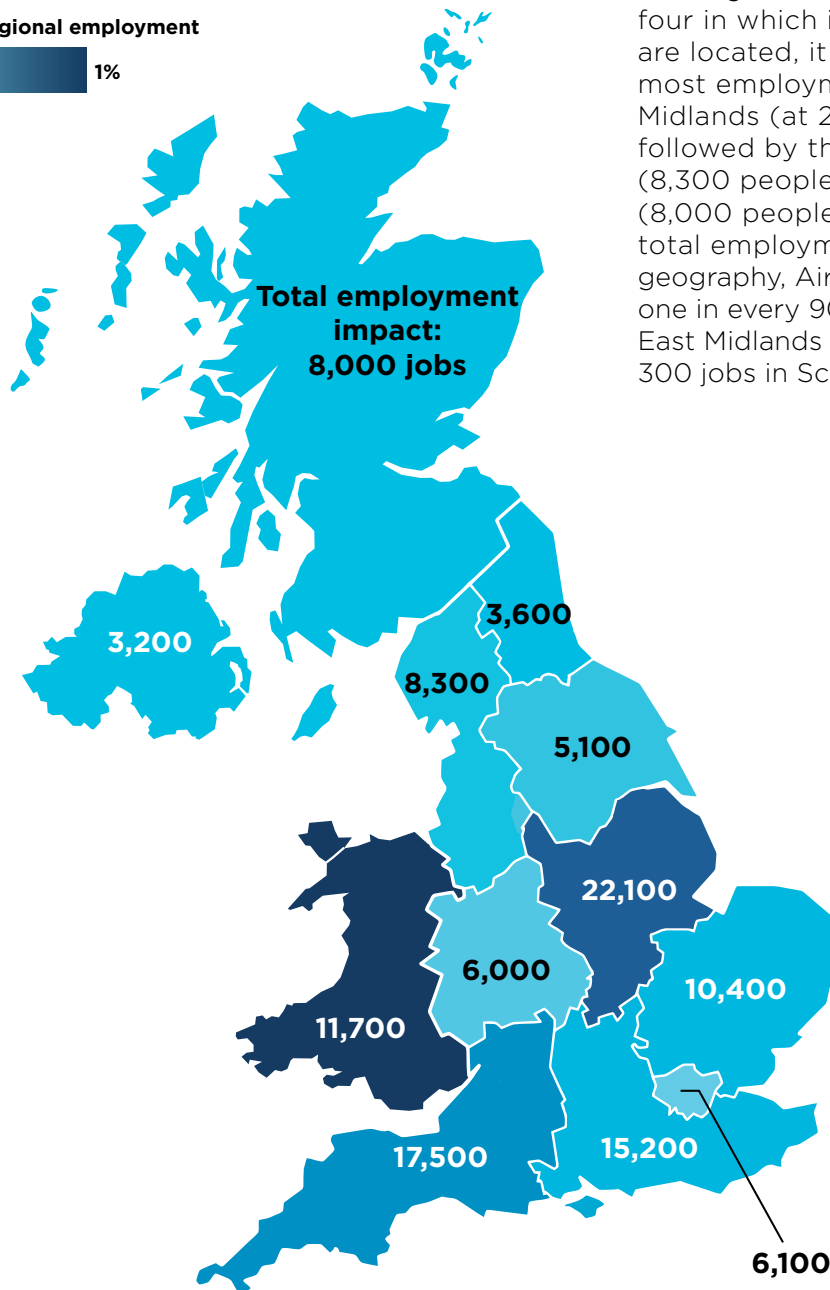 gional employment
1%
four in which i
are located, it
most employm
Midlands (at 2
followed by th
(8,300 people
(8,000 people
total employm
geography, Air
one in every 90
East Midlands
300 jobs in Sc
Total employment
impact:
8,000 jobs
3,600
3,200
8,300
5,100
22,100
6,000
10,400
11,700
17,500
15,200
6,100